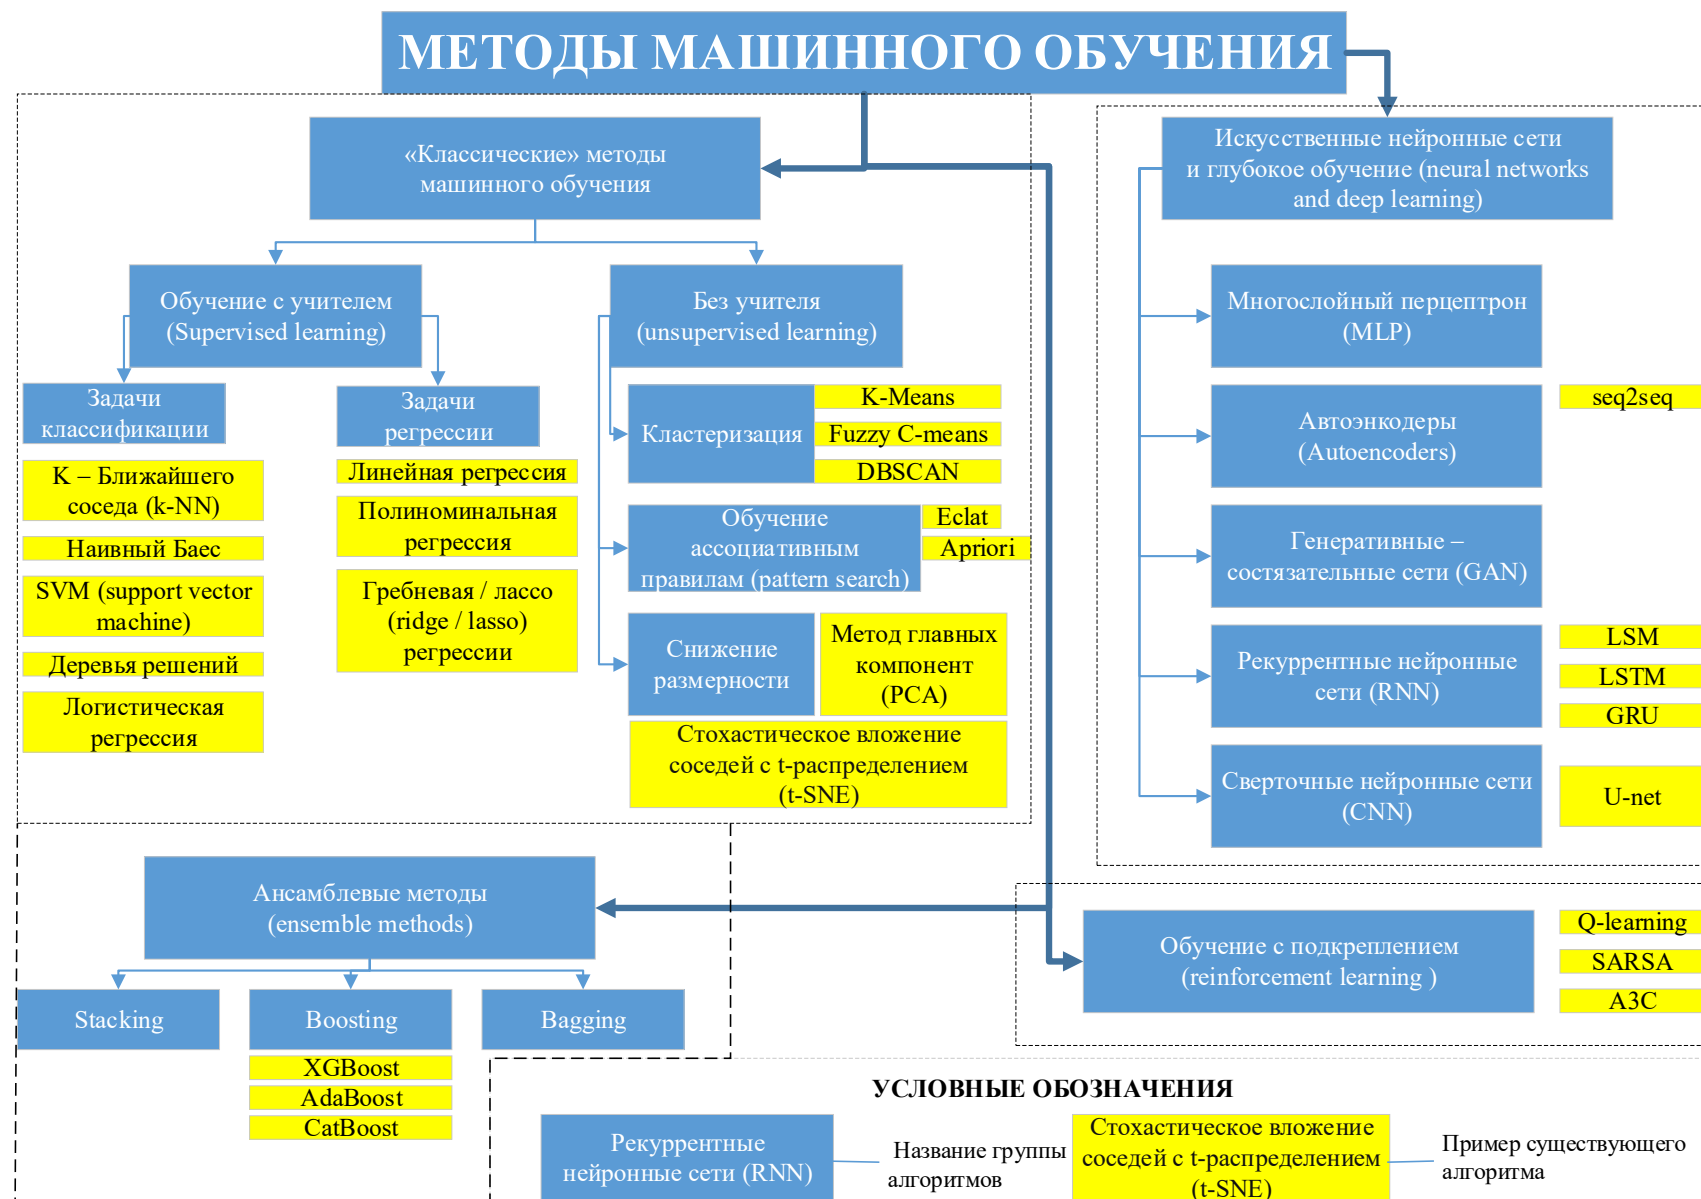 МЕТОДЫ МАШИННОГО ОБУЧЕНИЯ
«Классические» методы
машинного обучения
Обучение с учителем
(Supervised learning)
Задачи
классификации
K – Ближайшего
соседа (k-NN)
Наивный Баес
SVM (support vector
machine)
Деревья решений
Логистическая
регрессия
Задачи
регрессии
Линейная регрессия
Полиноминальная
регрессия
Гребневая / лассо
(ridge / lasso)
регрессии
Без учителя
(unsupervised learning)
Кластеризация
K-Means
Fuzzy C-means
DBSCAN
Обучение
ассоциативным
правилам (pattern search)
Eclat
Apriori
Снижение
размерности
Метод главных
компонент
(PCA)
Стохастическое вложение
соседей с t-распределением
(t-SNE)
Искусственные нейронные сети
и глубокое обучение (neural networks
and deep learning)
Многослойный перцептрон
(MLP)
Автоэнкодеры
(Autoencoders)
seq2seq
Генеративные –
состязательные сети (GAN)
Рекуррентные нейронные
сети (RNN)
LSM
LSTM
GRU
Сверточные нейронные сети
(CNN)
U-net
Ансамблевые методы
(ensemble methods)
Stacking
Boosting
XGBoost
AdaBoost
CatBoost
Bagging
Обучение с подкреплением
(reinforcement learning )
Q-learning
SARSA
A3C
УСЛОВНЫЕ ОБОЗНАЧЕНИЯ
Рекуррентные
нейронные сети (RNN)
Название группы
алгоритмов
Стохастическое вложение
соседей с t-распределением
(t-SNE)
Пример существующего
алгоритма